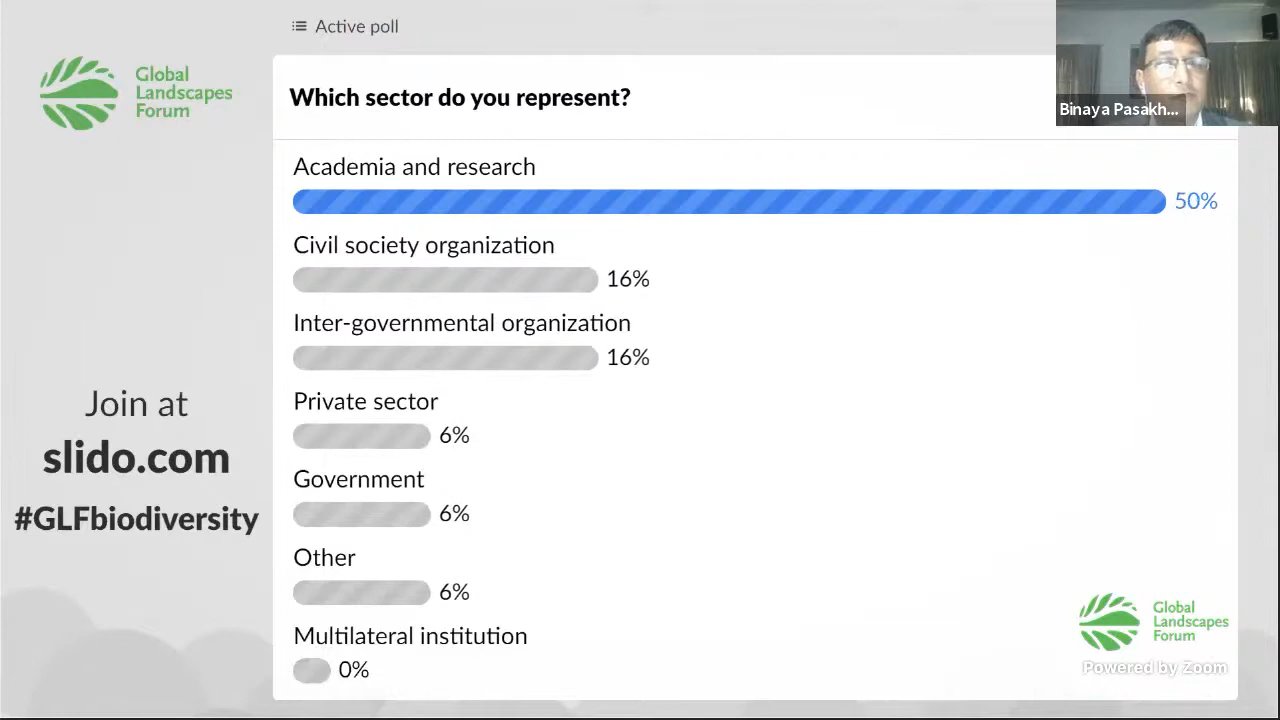 Active poll
Global
Landscapes
Forum
Which sector do you represent?
Binaya Pasakh...
Academia and research
50%
Civil society organization
16%
Inter-governmental organization
16%
Private sector
6%
Government
6%
Other
6%
Multilateral institution
0%
Join at
slido.com
#GLFbiodiversity
Global
Landscapes
Forum
Powered by Zoom